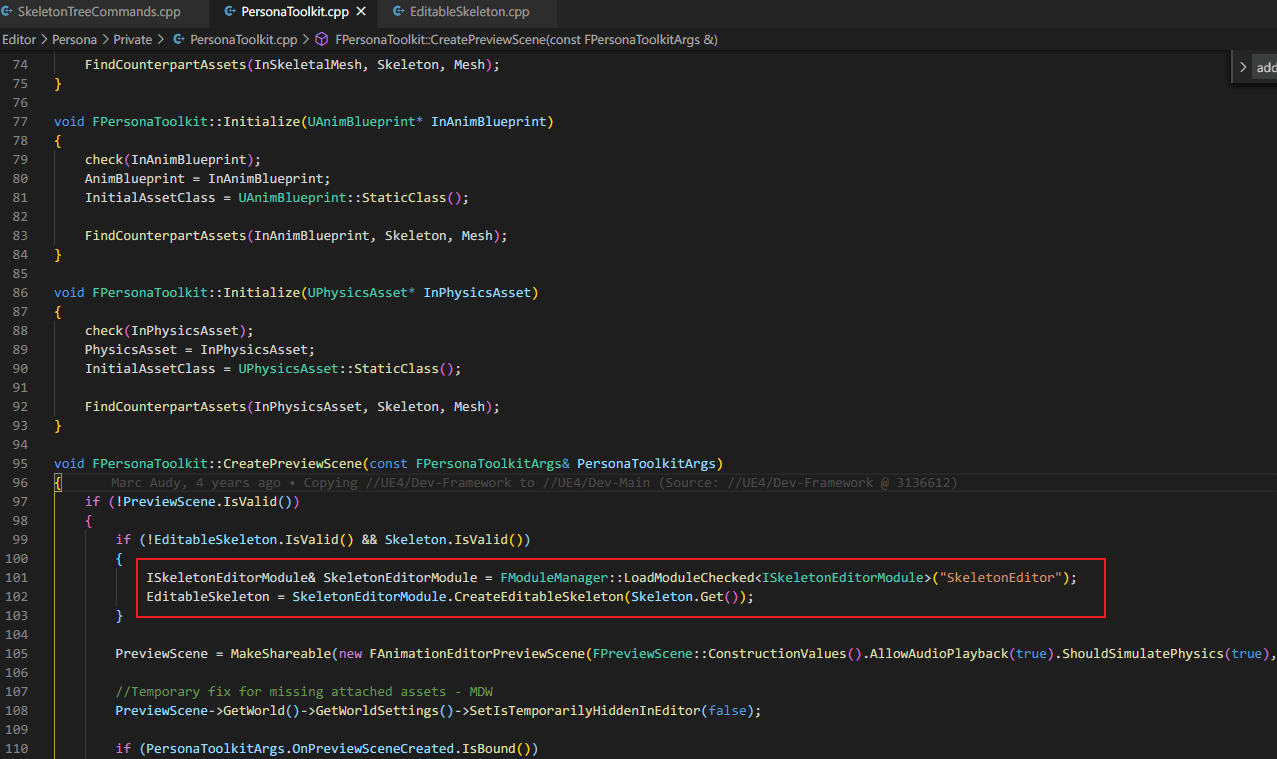 SkeletonTreeCommands.cpp PersonaToolkit.cpp EditableSkeleton.cpp
Editor > Persona > Private > PersonaToolkit.cpp > FPersonaToolkit::CreatePreviewScene(const FPersonaToolkitArgs &)
add
74 FindCounterpartAssets(InSkeletalMesh, Skeleton, Mesh);
75 }
76
77 void FPersonaToolkit::Initialize(UAnimBlueprint* InAnimBlueprint)
78 {
79 check(InAnimBlueprint);
80 AnimBlueprint = InAnimBlueprint;
81 InitialAssetClass = UAnimBlueprint::StaticClass();
82
83 FindCounterpartAssets(InAnimBlueprint, Skeleton, Mesh);
84 }
85
86 void FPersonaToolkit::Initialize(UPhysicsAsset* InPhysicsAsset)
87 {
88 check(InPhysicsAsset);
89 PhysicsAsset = InPhysicsAsset;
90 InitialAssetClass = UPhysicsAsset::StaticClass();
91
92 FindCounterpartAssets(InPhysicsAsset, Skeleton, Mesh);
93 }
94
95 void FPersonaToolkit::CreatePreviewScene(const FPersonaToolkitArgs& PersonaToolkitArgs)
96 { Marc Audy, 4 years ago • Copying //UE4/Dev-Framework to //UE4/Dev-Main (Source: //UE4/Dev-Framework @ 3136612)
97 if (!PreviewScene.IsValid())
98 {
99 if (!EditableSkeleton.IsValid() && Skeleton.IsValid())
100 {
101 ISkeletonEditorModule& SkeletonEditorModule = FModuleManager::LoadModuleChecked<ISkeletonEditorModule>("SkeletonEditor");
102 EditableSkeleton = SkeletonEditorModule.CreateEditableSkeleton(Skeleton.Get());
103 }
104
105 PreviewScene = MakeShareable(new FAnimationEditorPreviewScene(FPreviewScene::ConstructionValues().AllowAudioPlayback(true).ShouldSimulatePhysics(true),
106
107 //Temporary fix for missing attached assets - MDW
108 PreviewScene->GetWorld()->GetWorldSettings()->SetIsTemporarilyHiddenInEditor(false);
109
110 if (PersonaToolkitArgs.OnPreviewSceneCreated.IsBound())